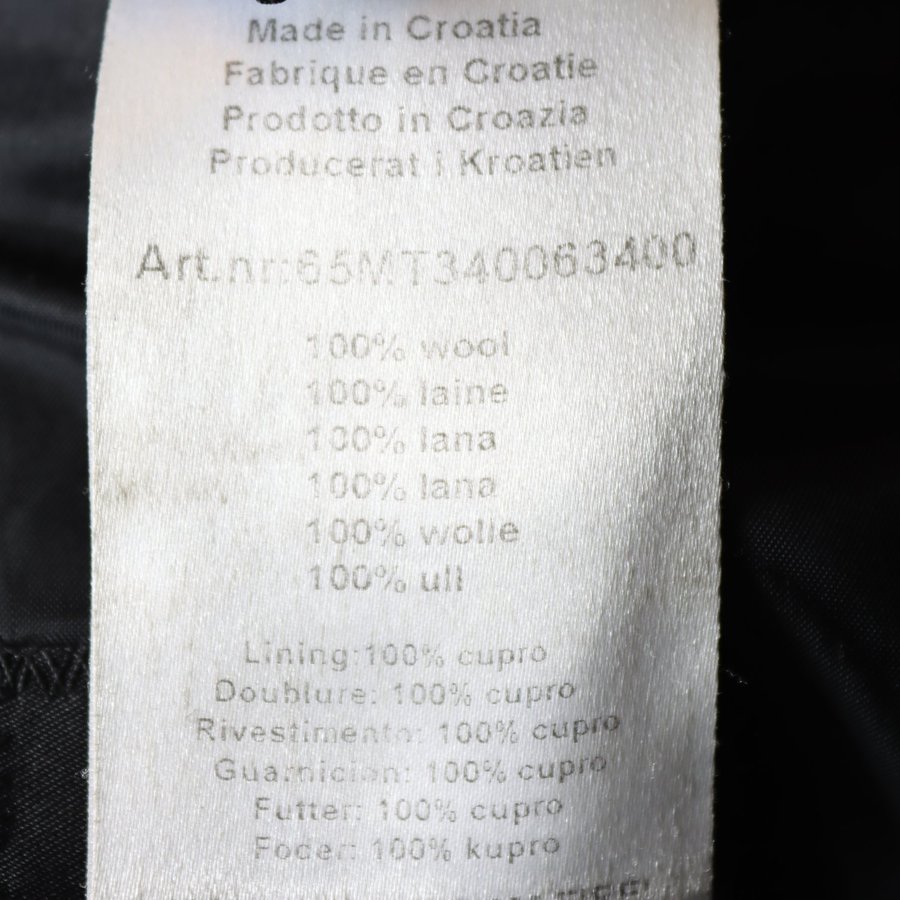 Made in Croatia
Fabrique en Croatie
Prodotto in Croazia
Producerat i Kroatien
Art.nr:65MT340063400
100% wool
100% laine
100% lana
100% lana
100% wolle
100% ull
Lining:100% cupro
Doublure: 100% cupro
Rivestimento: 100% cupro
Guarnicion: 100% cupro
Futter: 100% cupro
Foder: 100% kupro